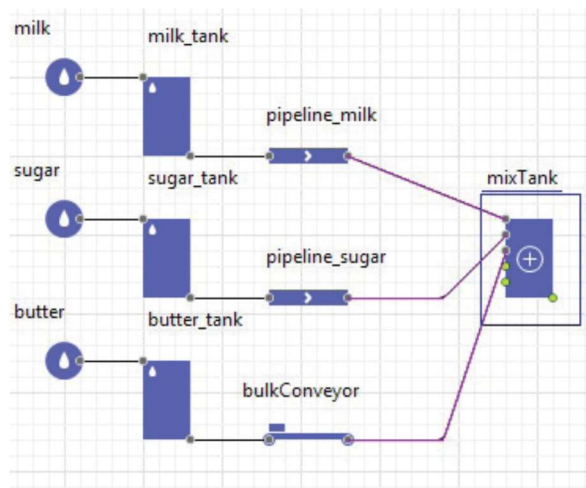 milk
milk_tank
pipeline_milk
sugar
sugar_tank
mixTank
pipeline_sugar
butter
butter_tank
bulkConveyor